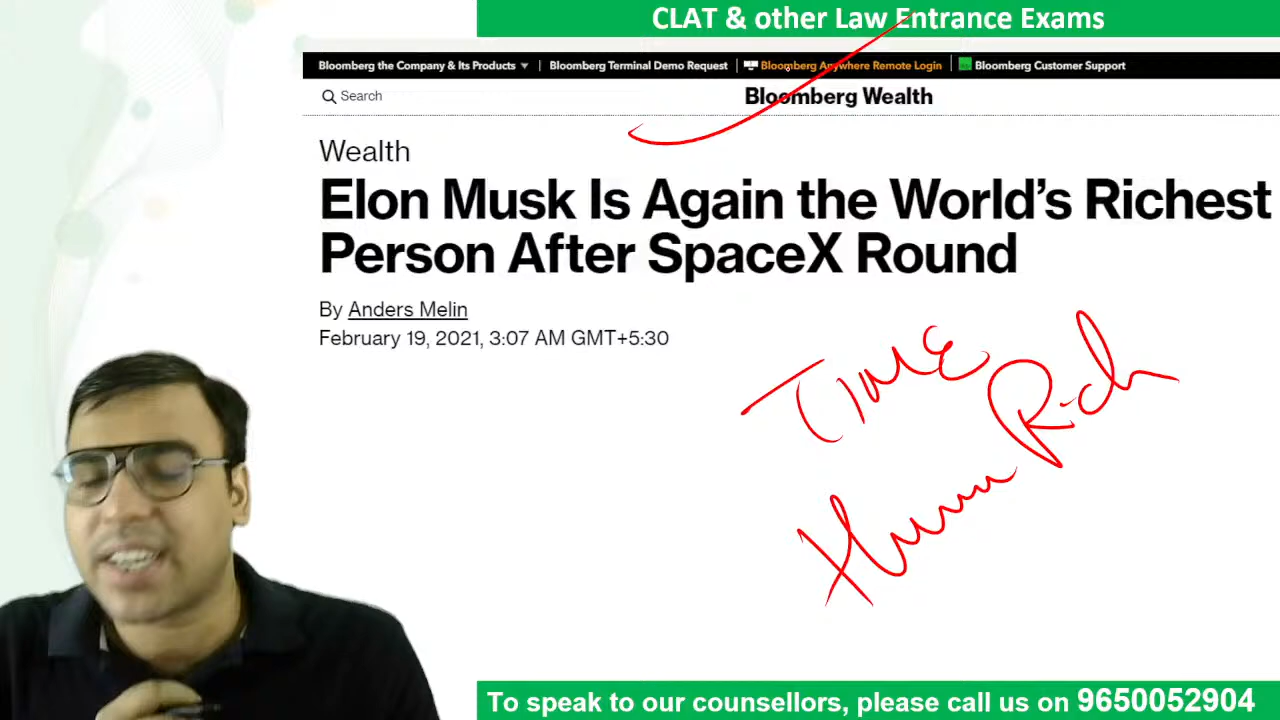 CLAT & other Law Entrance Exams
Bloomberg the Company & Its Products ▼ | Bloomberg Terminal Demo Request | Bloomberg Anywhere Remote Login | Bloomberg Customer Support
Search
Bloomberg Wealth
Wealth
Elon Musk Is Again the World's Richest
Person After SpaceX Round
By Anders Melin
February 19, 2021, 3:07 AM GMT+5:30
Time
Human Rich
To speak to our counsellors, please call us on 9650052904